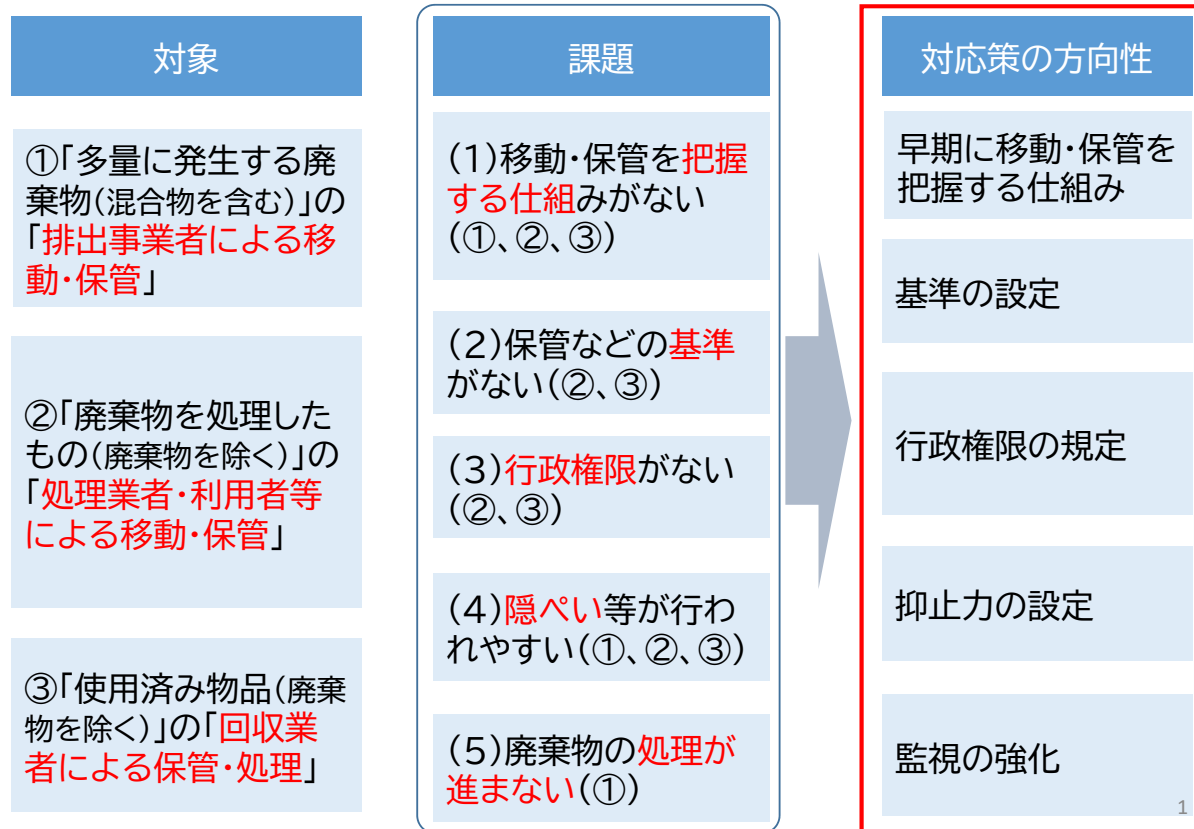 対象
①「多量に発生する廃
棄物(混合物を含む)」の
「排出事業者による移
動・保管」
②「廃棄物を処理した
もの(廃棄物を除く)」の
「処理業者・利用者等
による移動・保管」
③「使用済み物品(廃棄
物を除く)」の「回収業
者による保管・処理」
課題
(1)移動・保管を把握
する仕組みがない
(①、②、③)
(2)保管などの基準
がない(②、③)
(3)行政権限がない
(②、③)
(4)隠ぺい等が行わ
れやすい(①、②、③)
(5)廃棄物の処理が
進まない(①)
対応策の方向性
早期に移動・保管を
把握する仕組み
基準の設定
行政権限の規定
抑止力の設定
監視の強化
1